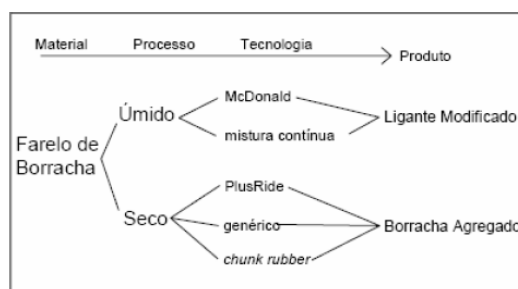 Material Processo Tecnologia
Produto
McDonald
Úmido
Ligante Modificado
mistura contínua
Farelo de
Borracha
PlusRide
Seco
genérico
Borracha Agregado
chunk rubber